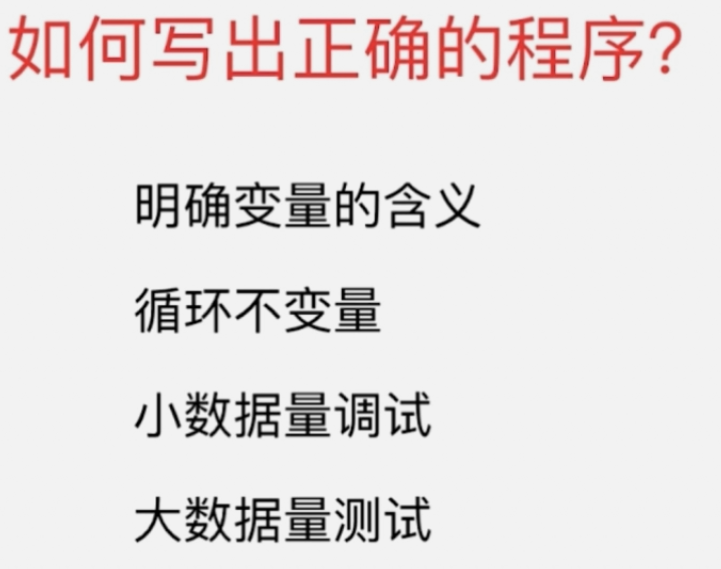 如何写出正确的程序?
明确变量的含义
循环不变量
小数据量调试
大数据量测试